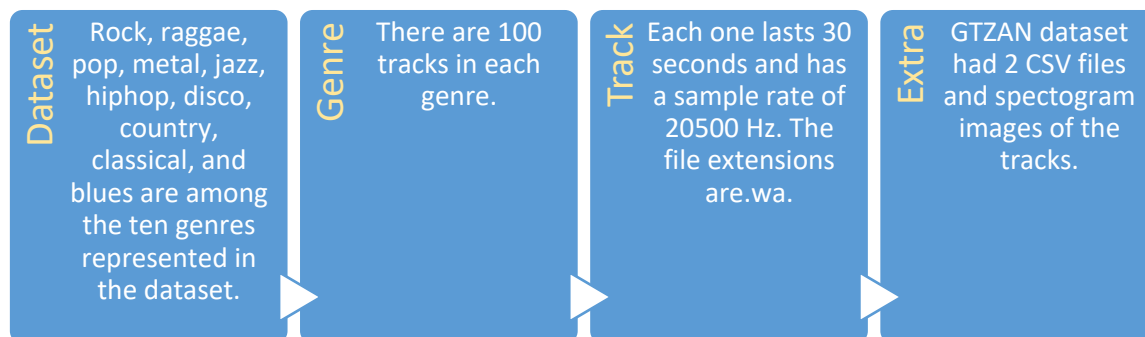 Dataset
Rock, raggae,
pop, metal, jazz,
hiphop, disco,
country,
classical, and
blues are among
the ten genres
represented in
the dataset.
Genre
There are 100
tracks in each
genre.
Track
Each one lasts 30
seconds and has
a sample rate of
20500 Hz. The
file extensions
are.wa.
Extra
GTZAN dataset
had 2 CSV files
and spectogram
images of the
tracks.